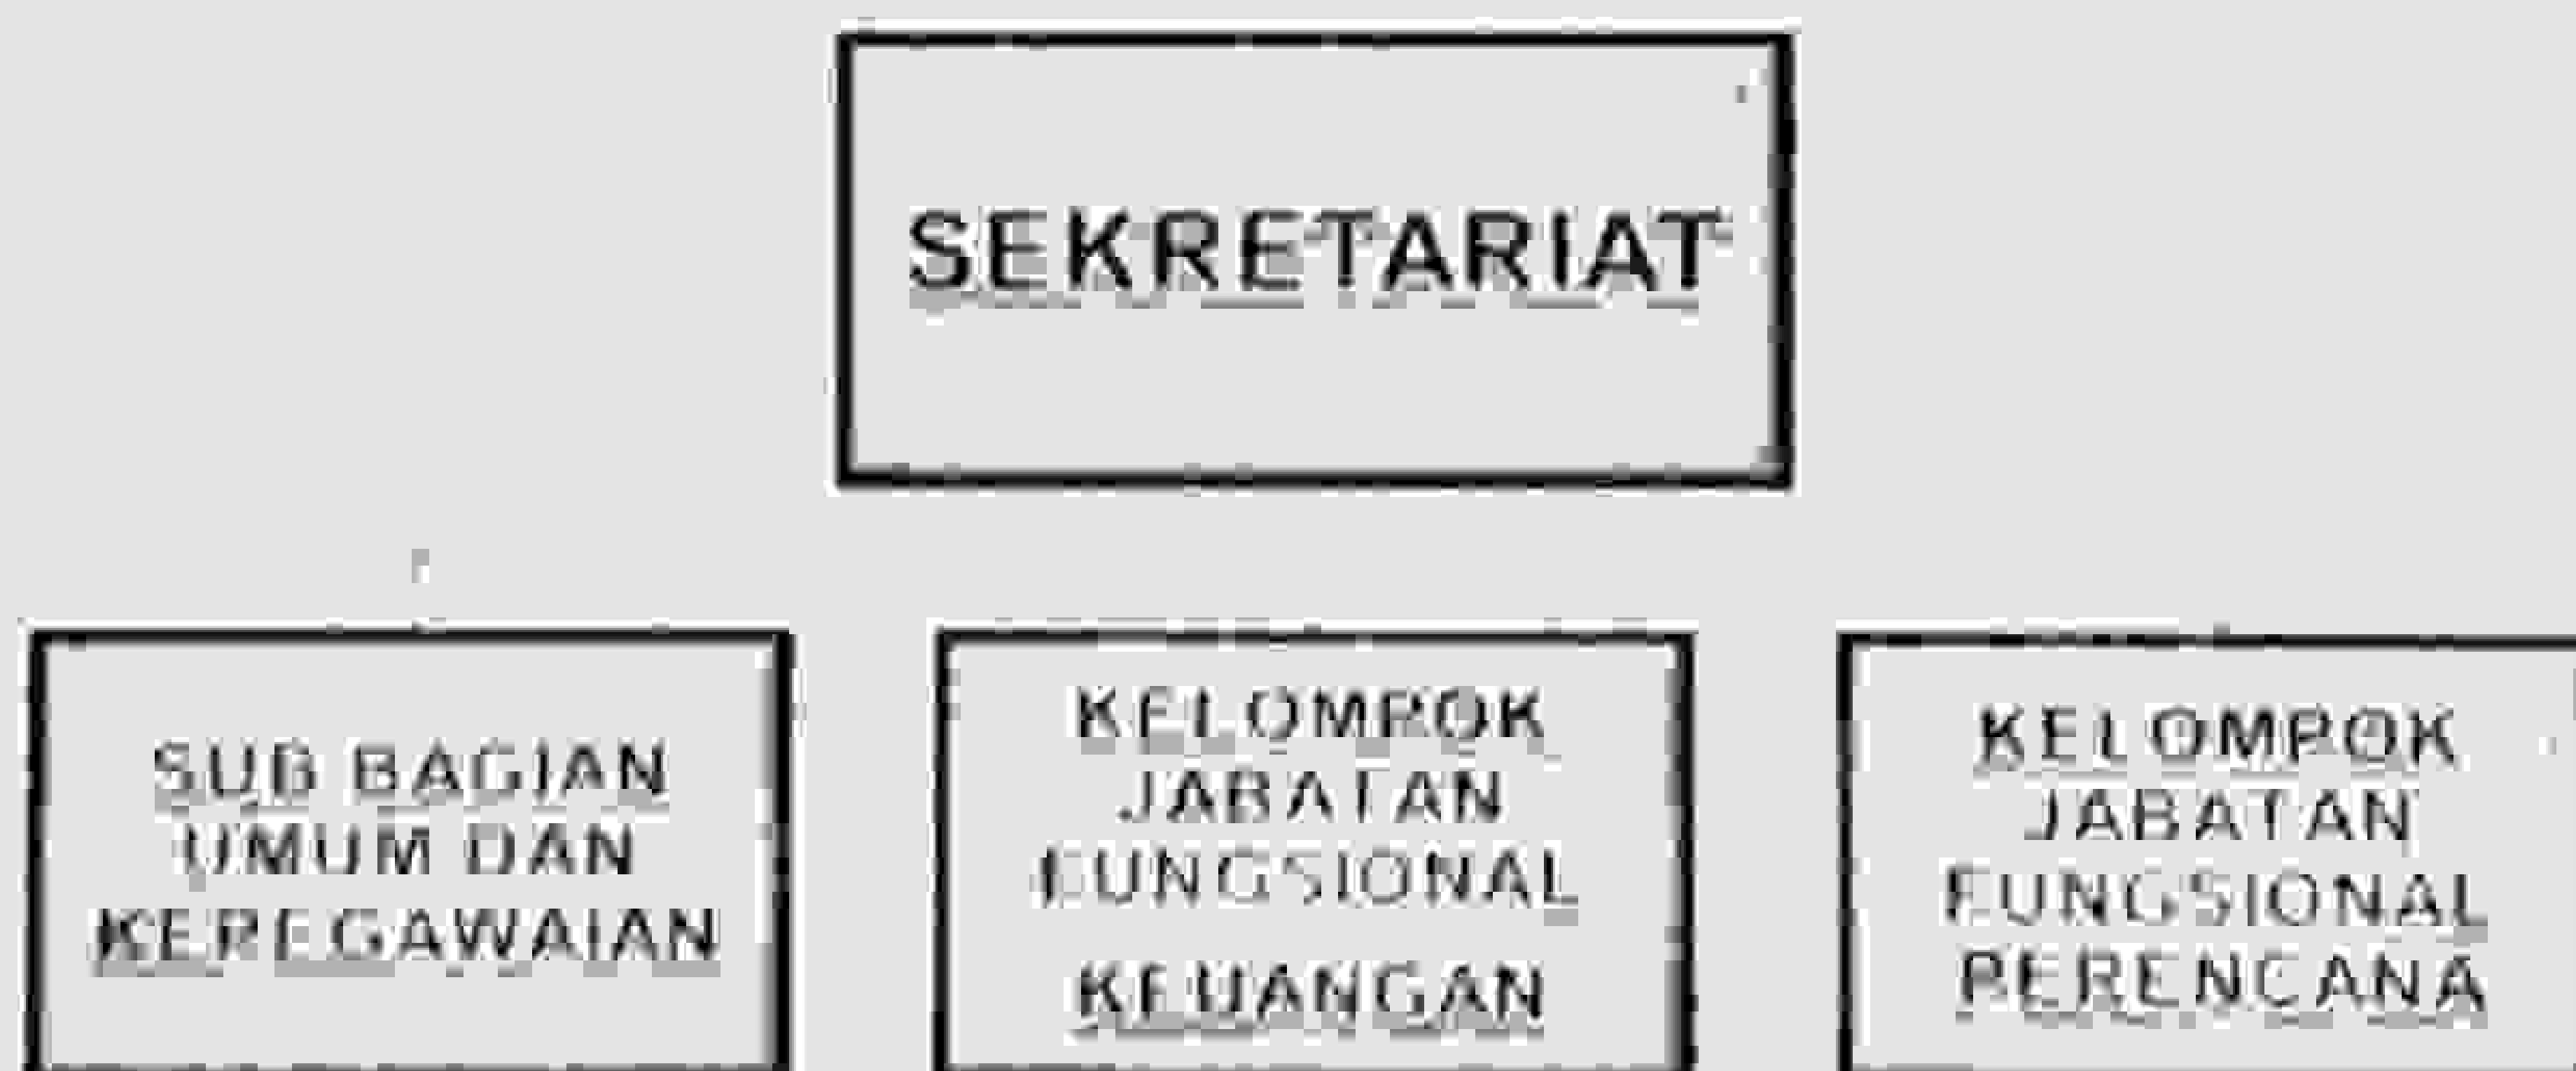 SEKRETARIAT
SUB BAGIAN
UMUM DAN
KEPEGAWAIAN
KELOMPOK
JABATAN
FUNGSIONAL
KEUANGAN
KELOMPOK
JABATAN
FUNGSIONAL
PERENCANA